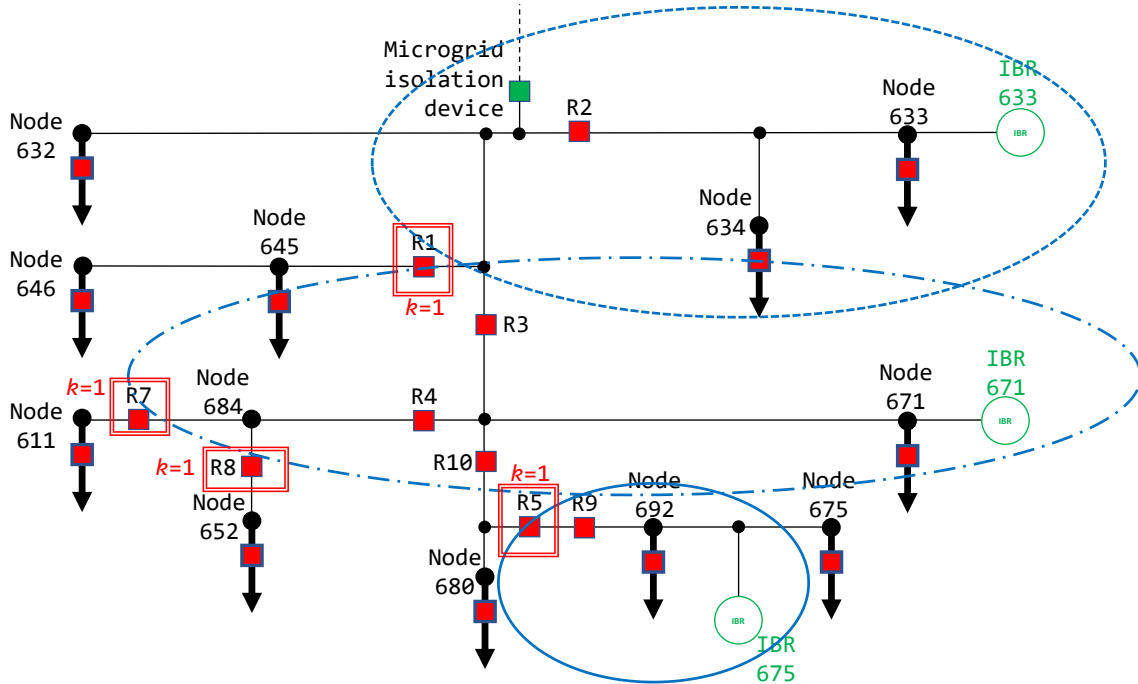 Microgrid
isolation
device
IBR
633
Node
633
IBR
R2
Node
632
Node
634
Node
645
R1
k=1
Node
646
R3
IBR
671
Node
671
IBR
k=1
R7
Node
684
R4
Node
611
k=1
R8
R10
k=1
R5
R9
Node
692
Node
675
Node
652
Node
680
IBR
IBR
675